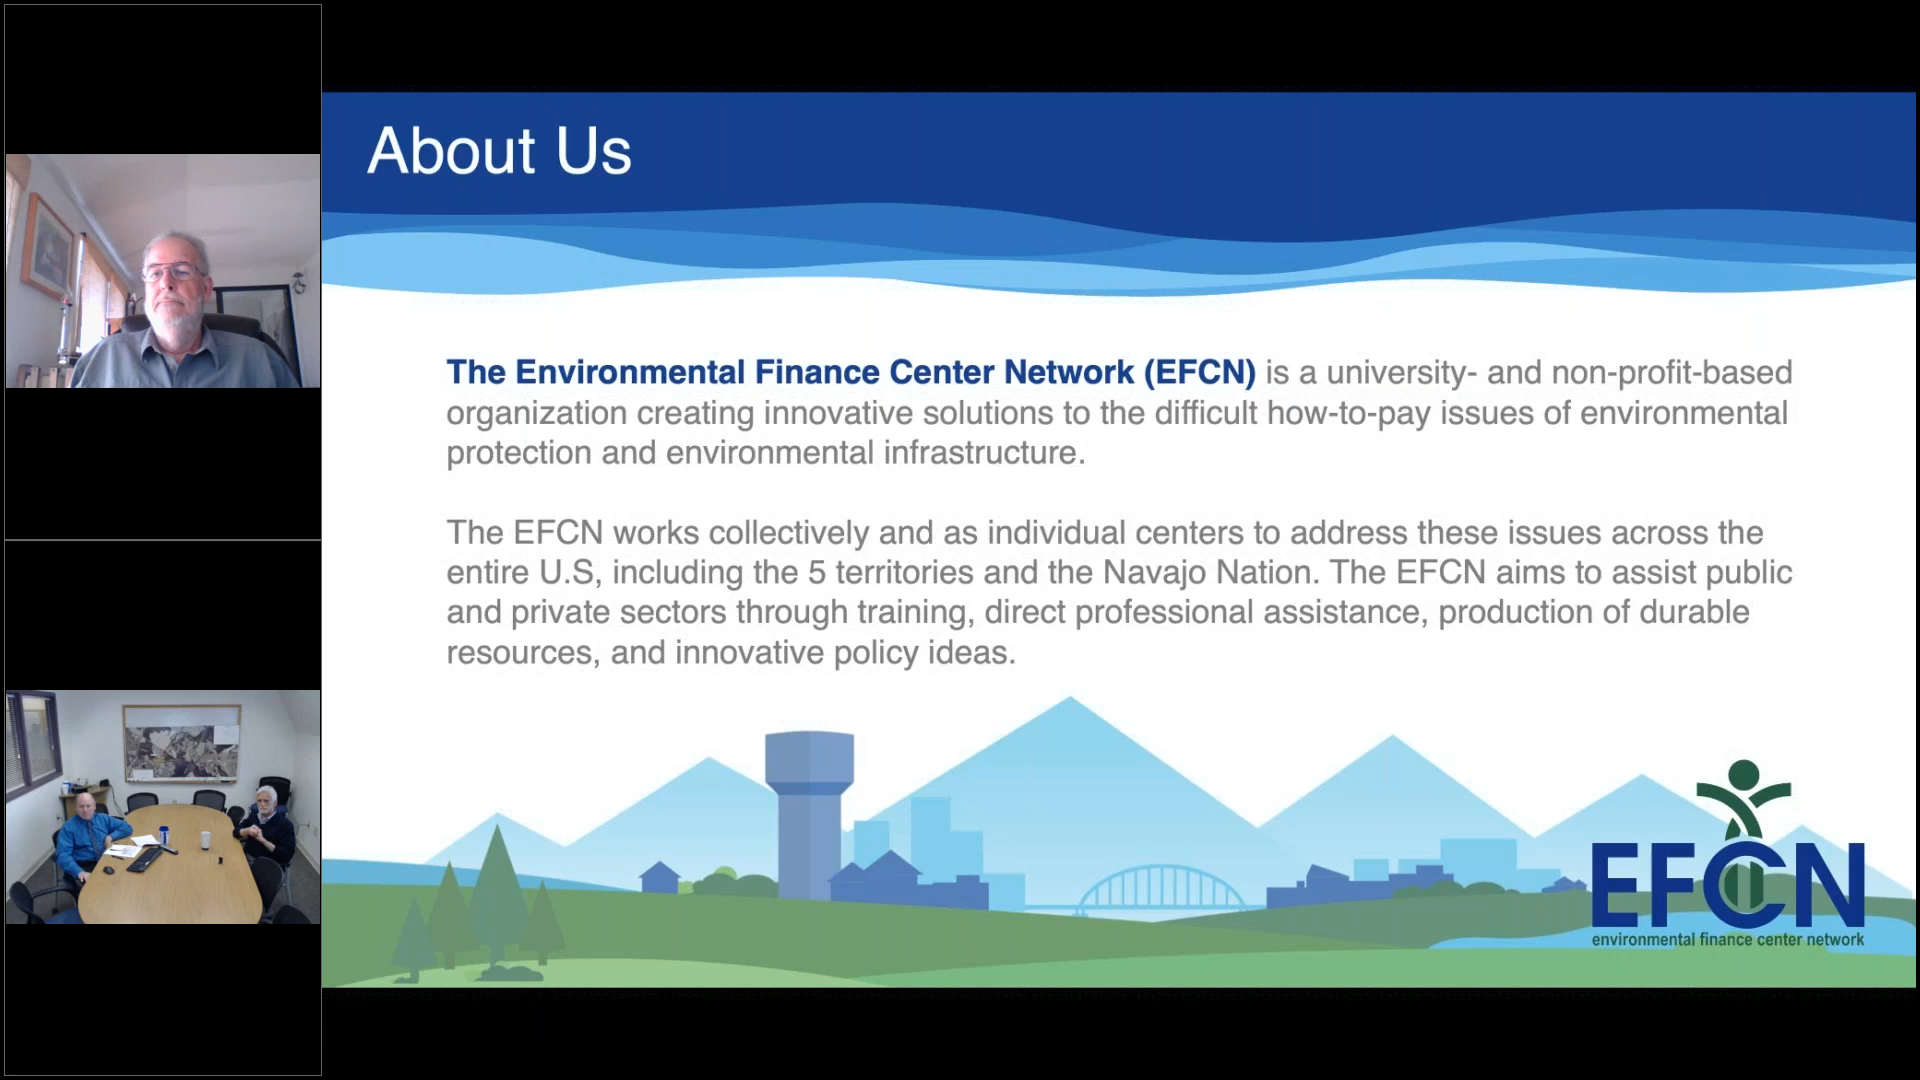 About Us
The Environmental Finance Center Network (EFCN) is a university- and non-profit-based
organization creating innovative solutions to the difficult how-to-pay issues of environmental
protection and environmental infrastructure.
The EFCN works collectively and as individual centers to address these issues across the
entire U.S, including the 5 territories and the Navajo Nation. The EFCN aims to assist public
and private sectors through training, direct professional assistance, production of durable
resources, and innovative policy ideas.
EFCN
environmental finance center network